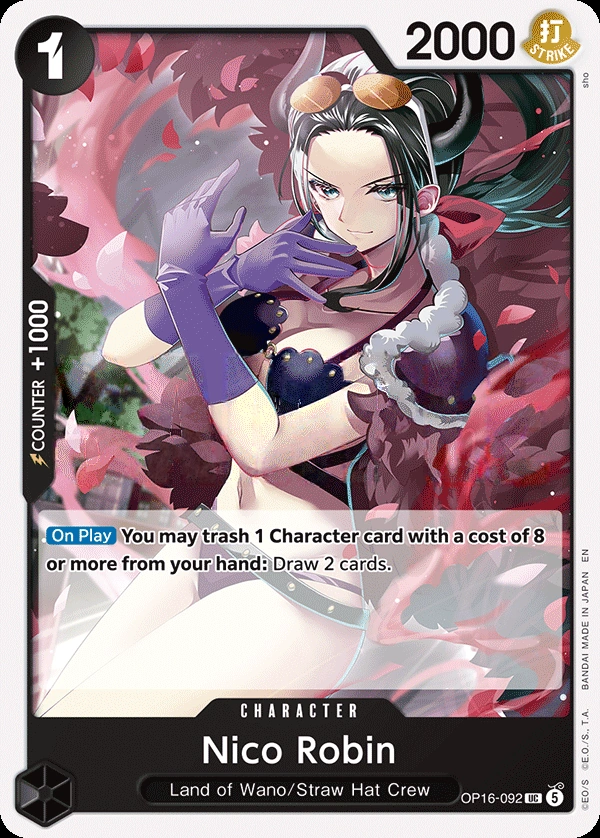 1
2000
打
STRIKE
sho
COUNTER +1000
On Play You may trash 1 Character card with a cost of 8
or more from your hand: Draw 2 cards.
CHARACTER
Nico Robin
Land of Wano/Straw Hat Crew
OP16-092 UC 5
©EO/S ©E.O./S., T.A. BANDAI MADE IN JAPAN EN